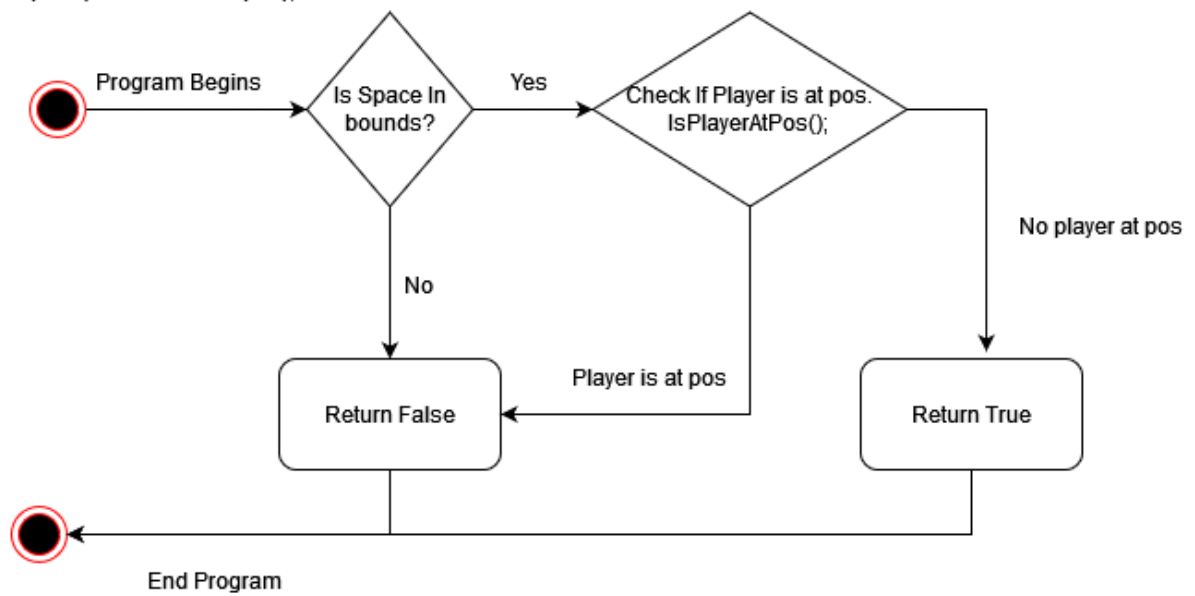 Program Begins
Is Space In
bounds?
Yes
Check If Player is at pos.
IsPlayerAtPos();
No player at pos
No
Player is at pos
Return False
Return True
End Program